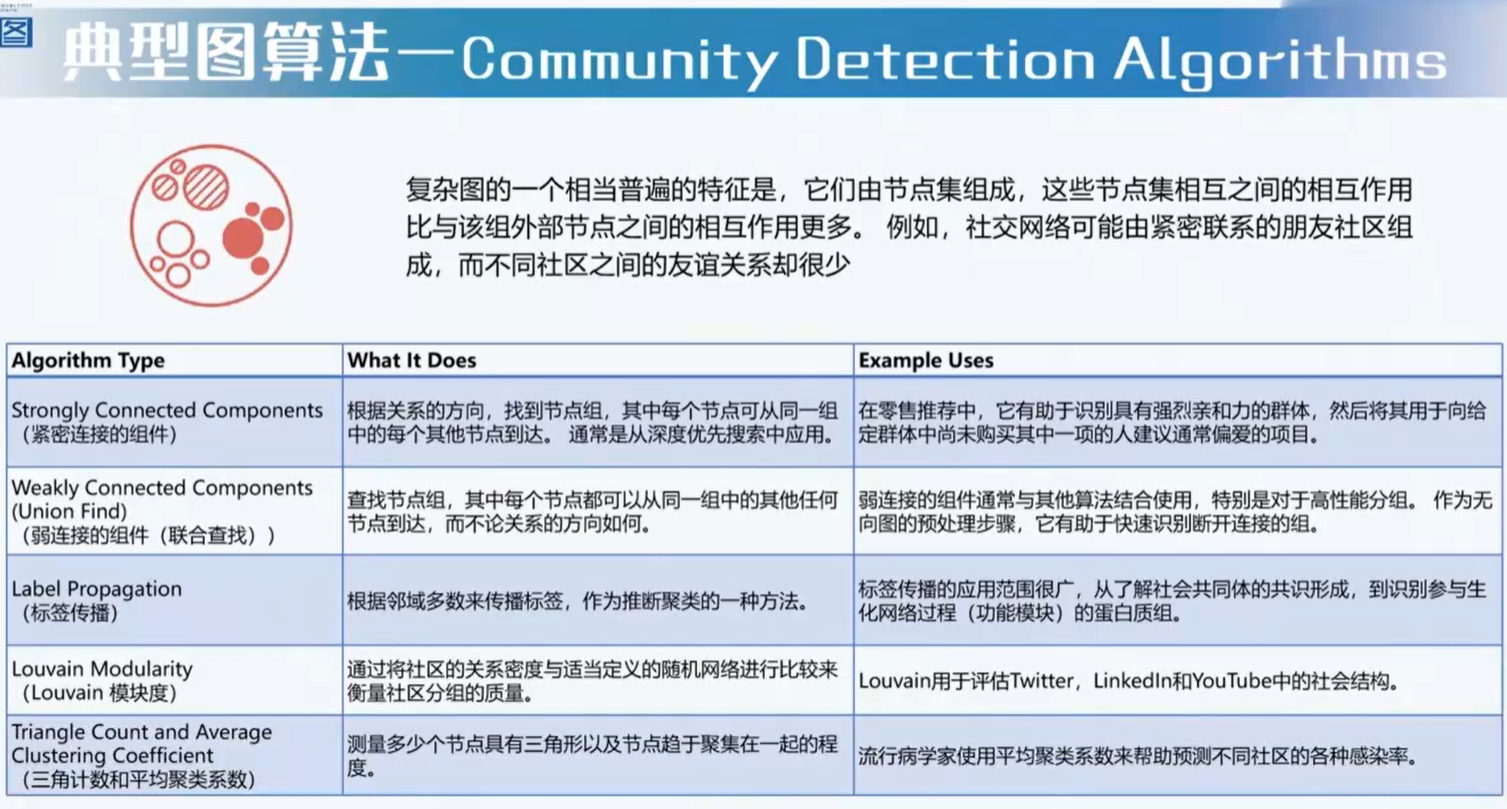 图
典型图算法—Community Detection Algorithms
复杂图的一个相当普遍的特征是，它们由节点集组成，这些节点集相互之间的相互作用
比与该组外部节点之间的相互作用更多。 例如，社交网络可能由紧密联系的朋友社区组
成，而不同社区之间的友谊关系却很少
Algorithm Type
What It Does
Example Uses
Strongly Connected Components
（紧密连接的组件）
根据关系的方向，找到节点组，其中每个节点可从同一组
中的每个其他节点到达。 通常是从深度优先搜索中应用。
在零售推荐中，它有助于识别具有强烈亲和力的群体，然后将其用于向给
定群体中尚未购买其中一项的人建议通常偏爱的项目。
Weakly Connected Components
(Union Find)
（弱连接的组件（联合查找））
查找节点组，其中每个节点都可以从同一组中的其他任何
节点到达，而不论关系的方向如何。
弱连接的组件通常与其他算法结合使用，特别是对于高性能分组。 作为无
向图的预处理步骤，它有助于快速识别断开连接的组。
Label Propagation
（标签传播）
根据邻域多数来传播标签，作为推断聚类的一种方法。
标签传播的应用范围很广，从了解社会共同体的共识形成，到识别参与生
化网络过程（功能模块）的蛋白质组。
Louvain Modularity
（Louvain 模块度）
通过将社区的关系密度与适当定义的随机网络进行比较来
衡量社区分组的质量。
Louvain用于评估Twitter，LinkedIn和YouTube中的社会结构。
Triangle Count and Average
Clustering Coefficient
（三角计数和平均聚类系数）
测量多少个节点具有三角形以及节点趋于聚集在一起的程
度。
流行病学家使用平均聚类系数来帮助预测不同社区的各种感染率。